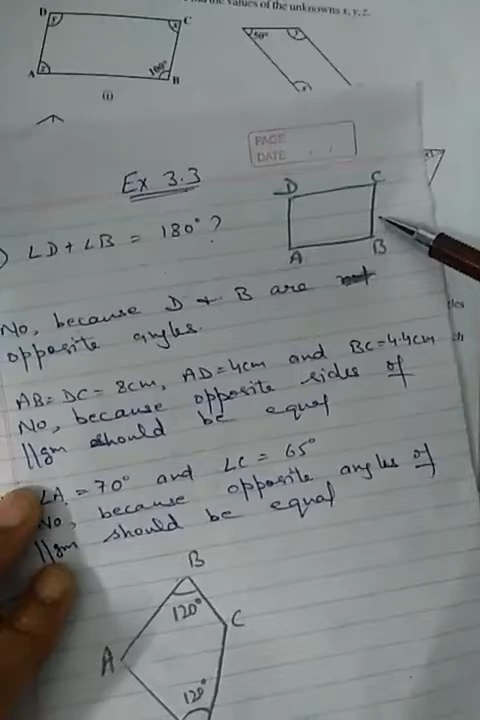 the values of the unknowns x, y, z.
D
C
y
x
A
z
100°
B
(i)
50°
y
x
PAGE
DATE
Ex 3.3
) ∠D + ∠B = 180° ?
D
C
A
B
No, because D & B are
opposite angles.
AB = DC = 8cm, AD = 4cm and BC = 4.4cm
No, because opposite sides of
||gm should be equal
∠A = 70° and ∠C = 65°
No, because opposite angles of
||gm should be equal
B
120°
C
A
120°